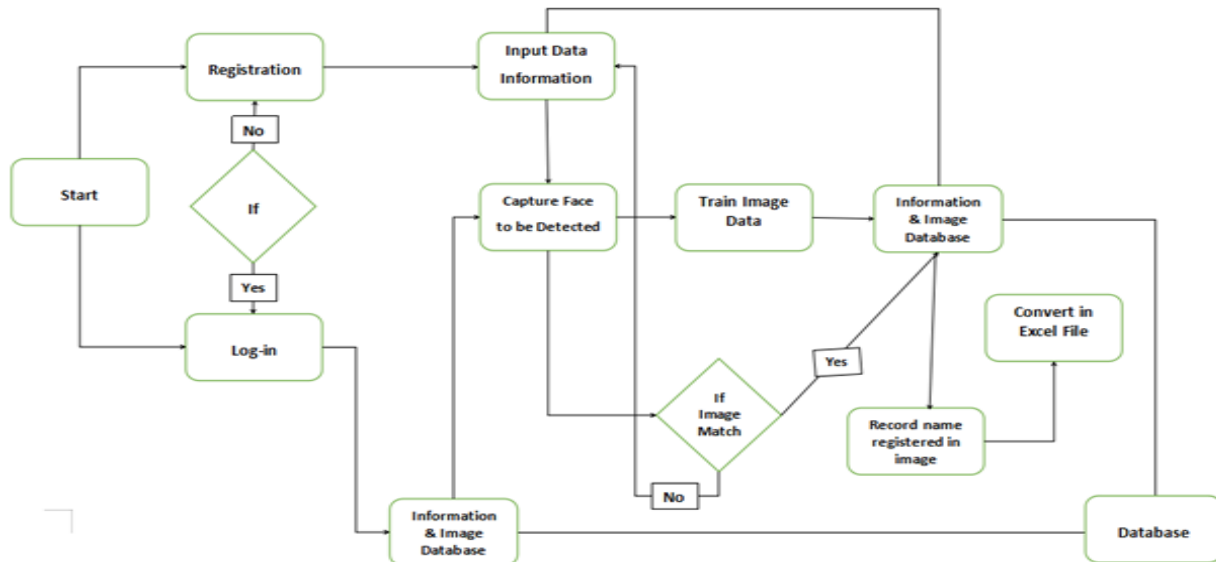 Input Data
Information
Registration
No
Start
If
Capture Face
to be Detected
Train Image
Data
Information
& Image
Database
Yes
Log-in
Convert in
Excel File
Yes
If
Image
Match
Record name
registered in
image
No
Information
& Image
Database
Database